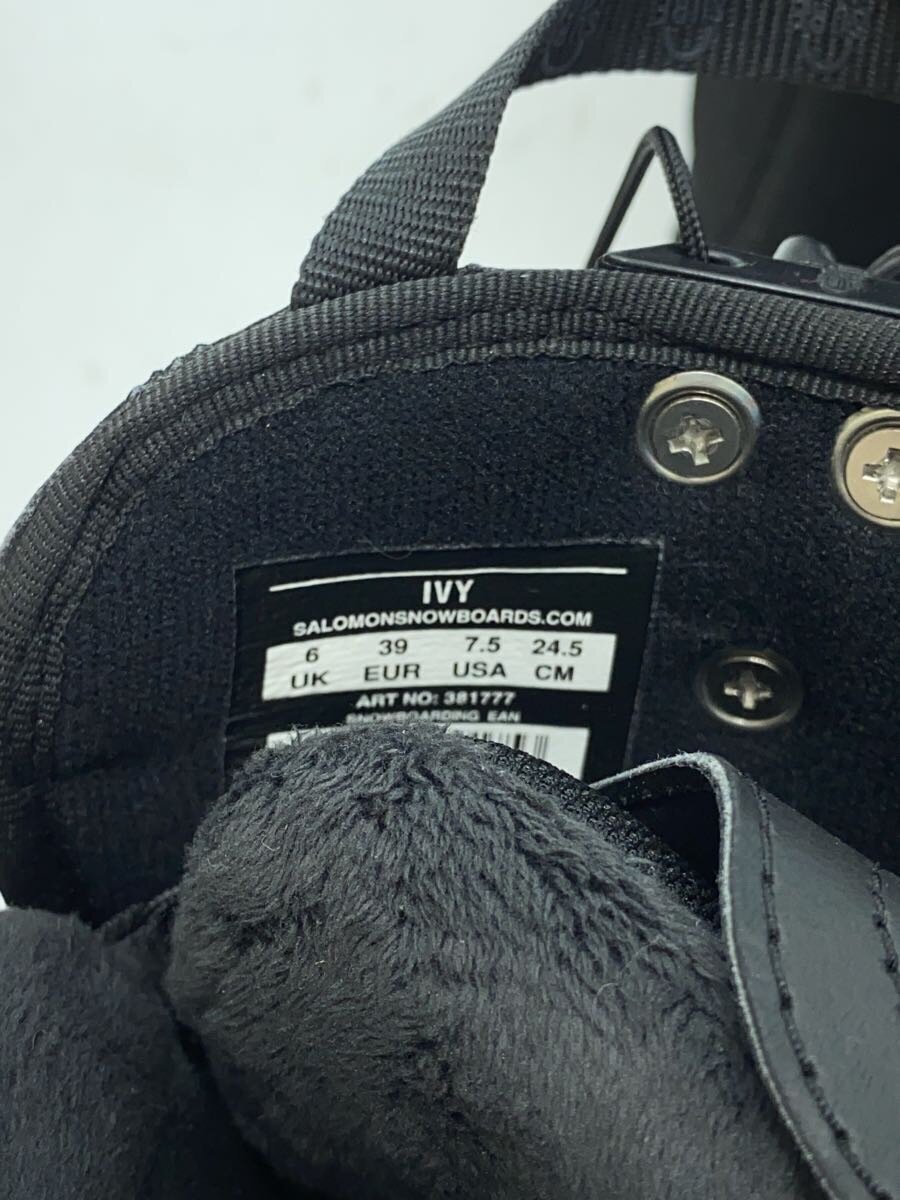 IVY
SALOMONSNOWBOARDS.COM
6 39 7.5 24.5
UK EUR USA CM
ART NO: 381777
SNOWBOARDING EAN